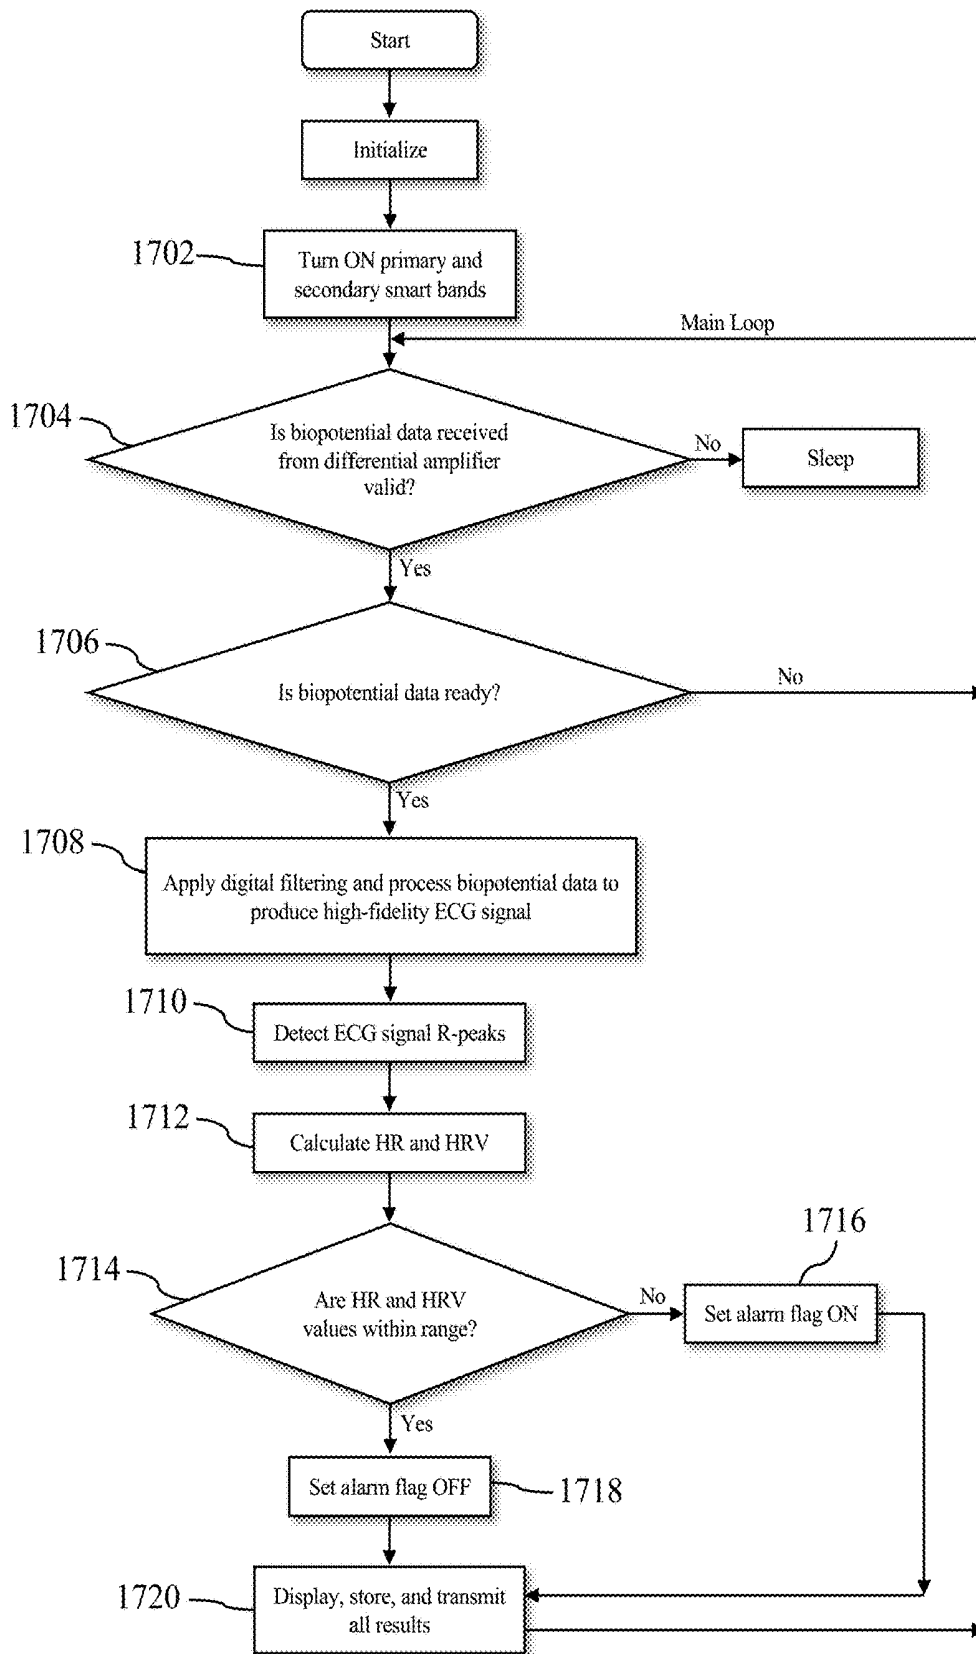 Start
Initialize
1702
Turn ON primary and
secondary smart bands
Main Loop
1704
Is biopotential data received
from differential amplifier
valid?
No
Sleep
Yes
1706
Is biopotential data ready?
No
Yes
1708
Apply digital filtering and process biopotential data to
produce high-fidelity ECG signal
1710
Detect ECG signal R-peaks
1712
Calculate HR and HRV
1714
Are HR and HRV
values within range?
No
1716
Set alarm flag ON
Yes
Set alarm flag OFF
1718
1720
Display, store, and transmit
all results